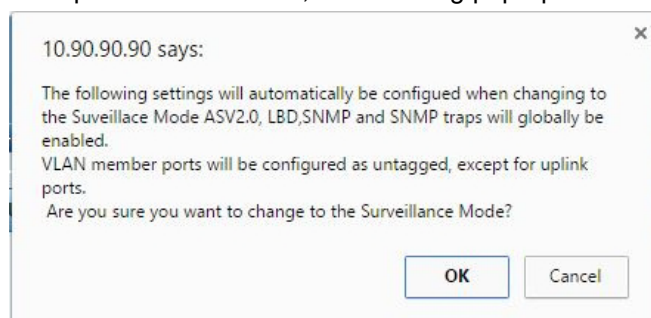 10.90.90.90 says:
The following settings will automatically be configued when changing to
the Suveillace Mode ASV2.0, LBD,SNMP and SNMP traps will globally be
enabled.
VLAN member ports will be configured as untagged, except for uplink
ports.
Are you sure you want to change to the Surveillance Mode?
OK Cancel